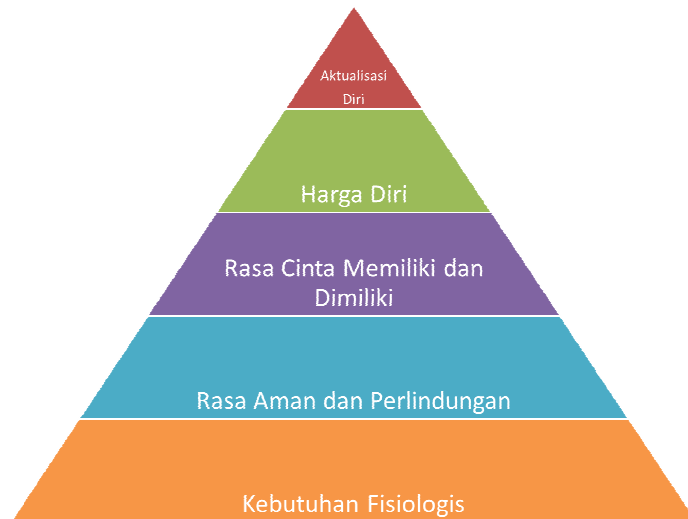 Aktualisasi
Diri
Harga Diri
Rasa Cinta Memiliki dan
Dimiliki
Rasa Aman dan Perlindungan
Kebutuhan Fisiologis